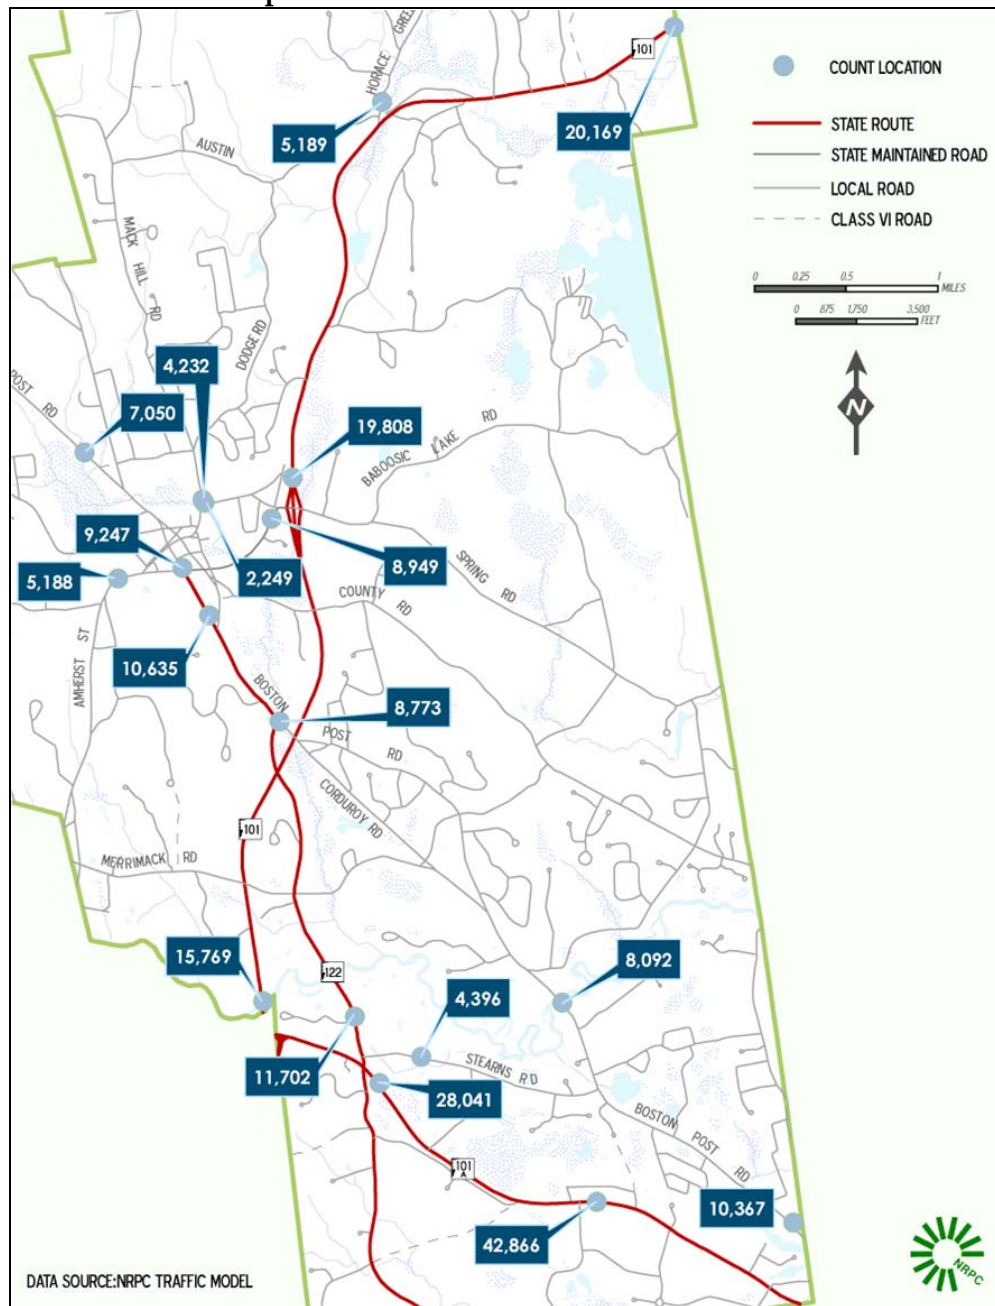 101
COUNT LOCATION
HORACE
GREE
20,169
5,189
STATE ROUTE
AUSTIN
STATE MAINTAINED ROAD
LOCAL ROAD
CLASS VI ROAD
MACK HILL RD
0 0.25 0.5 1
MILES
0 875 1,750 3,500
FEET
DODGE RD
4,232
POST RD
7,050
19,808
BABOOSIC LAKE RD
N
9,247
5,188
2,249
8,949
SPRING RD
COUNTY RD
AMHERST ST
10,635
BOSTON POST RD
8,773
CORDUROY RD
101
MERRIMACK RD
15,769
122
8,092
4,396
11,702
STEARNS RD
28,041
BOSTON POST RD
101
A
10,367
42,866
NRPC
DATA SOURCE:NRPC TRAFFIC MODEL